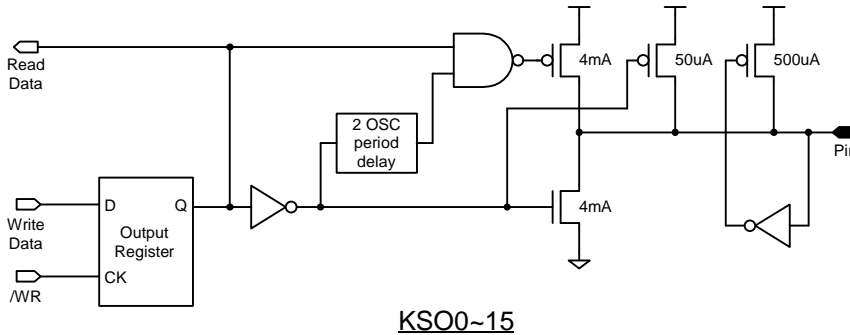 4mA
50uA
500uA
Read
Data
2 OSC
period
delay
Write
Data
D
Q
Output
Register
CK
/WR
4mA
Pin
KSO0~15